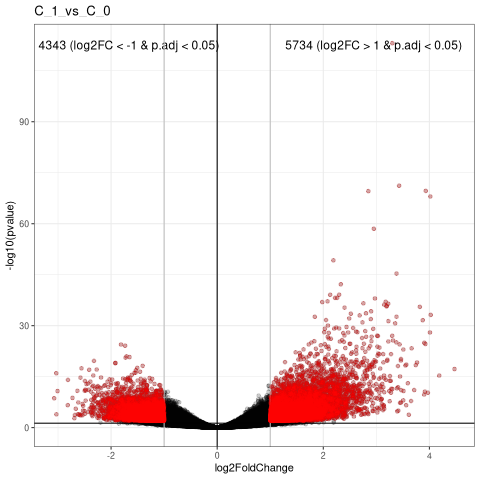 C_1_vs_C_0
4343 (log2FC < -1 & p.adj < 0.05)
5734 (log2FC > 1 & p.adj < 0.05)
90
60
30
0
-log10(pvalue)
-2
0
2
4
log2FoldChange